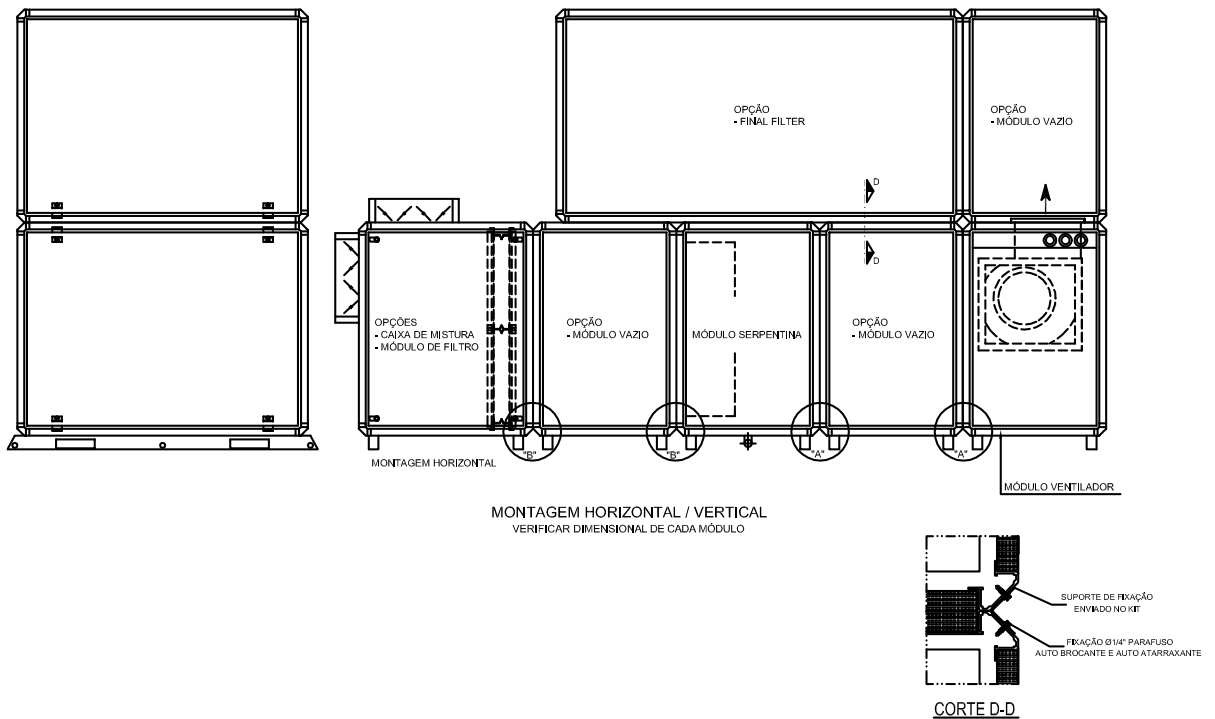 OPÇÃO
- FINAL FILTER
OPÇÃO
- MÓDULO VAZIO
D
D
OPÇÕES
- CAIXA DE MISTURA
- MÓDULO DE FILTRO
OPÇÃO
- MÓDULO VAZIO
MÓDULO SERPENTINA
OPÇÃO
- MÓDULO VAZIO
"B"
"B"
"A"
"A"
MONTAGEM HORIZONTAL
MÓDULO VENTILADOR
MONTAGEM HORIZONTAL / VERTICAL
VERIFICAR DIMENSIONAL DE CADA MÓDULO
SUPORTE DE FIXAÇÃO
ENVIADO NO KIT
FIXAÇÃO Ø1/4" PARAFUSO
AUTO BROCANTE E AUTO ATARRAXANTE
CORTE D-D